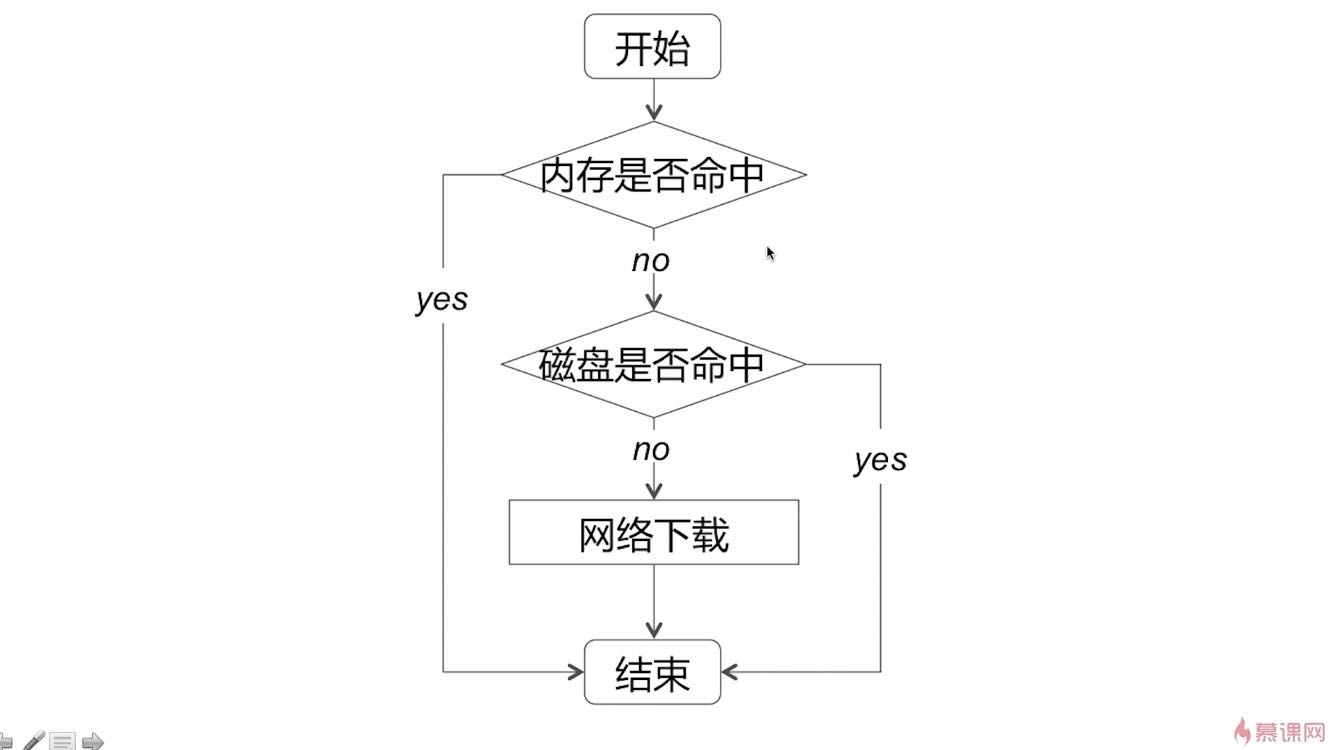 开始
内存是否命中
no
yes
磁盘是否命中
no
yes
网络下载
结束
慕课网